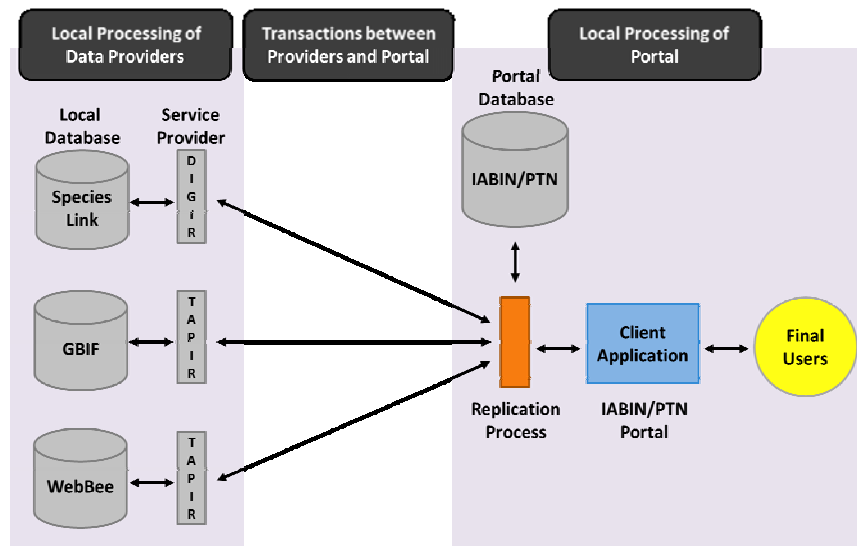 Local Processing of
Data Providers
Transactions between
Providers and Portal
Local Processing of
Portal
Local
Database
Service
Provider
Portal
Database
Species
Link
D
I
G
i
R
IABIN/PTN
GBIF
T
A
P
I
R
Client
Application
Final
Users
Replication
Process
IABIN/PTN
Portal
WebBee
T
A
P
I
R